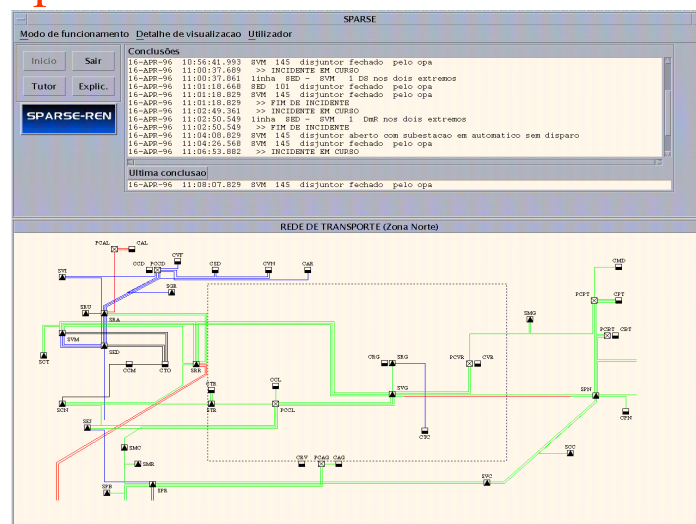 SPARSE
Modo de funcionamento Detalhe de visualizacao Utilizador
Inicio Sair
Tutor Explic.
SPARSE-REN
Conclusões
16-APR-96 10:56:41.993 SVM 145 disjuntor fechado pelo opa
16-APR-96 11:00:37.689 >> INCIDENTE EM CURSO
16-APR-96 11:00:37.861 linha SED - SVM 1 DS nos dois extremos
16-APR-96 11:01:18.668 SED 101 disjuntor fechado pelo opa
16-APR-96 11:01:18.829 SVM 145 disjuntor fechado pelo opa
16-APR-96 11:01:18.829 >> FIM DE INCIDENTE
16-APR-96 11:02:49.361 >> INCIDENTE EM CURSO
16-APR-96 11:02:50.549 linha SED - SVM 1 DmR nos dois extremos
16-APR-96 11:02:50.549 >> FIM DE INCIDENTE
16-APR-96 11:04:08.829 SVM 145 disjuntor aberto com subestacao em automatico sem disparo
16-APR-96 11:04:26.568 SVM 145 disjuntor fechado pelo opa
16-APR-96 11:06:53.882 >> INCIDENTE EM CURSO
Ultima conclusao
16-APR-96 11:08:07.829 SVM 145 disjuntor fechado pelo opa
REDE DE TRANSPORTE (Zona Norte)
PCAL CAL
CVF
CCD PCCD CSD CVN CAR
CMD
SVI
SGR
PCPT CPT
SRU
SRA
SMG
SVM
PCPT CBT
SED
SCT
CCM CTO
SRR
CRG SRG
PCVR CVR
CTR
CCL
SVG
SPN
SCN
STR
PCCL
CPN
SEJ
CTC
SMC
SCC
SMR
CRV PCAG CAG
SVC
SPB
SPR